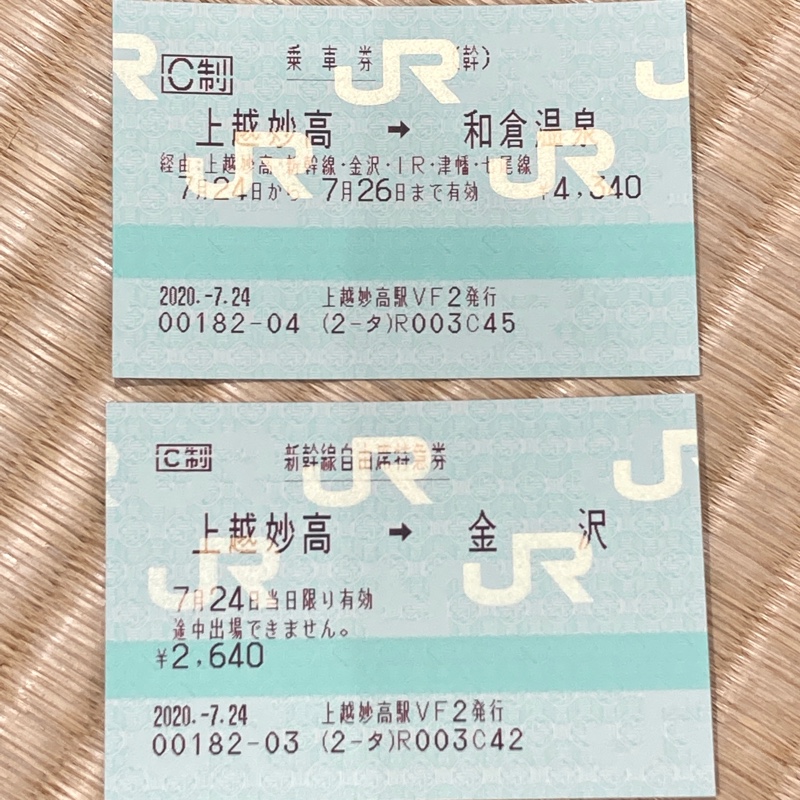 C制 乗車券 (幹)
上越妙高 → 和倉温泉
経由:上越妙高・新幹線・金沢・IR・津幡・七尾線
7月24日から 7月26日まで有効 ¥4,340
2020.-7.24 上越妙高駅VF2発行
00182-04 (2-タ)R003C45
C制 新幹線自由席特急券
上越妙高 → 金沢
7月24日当日限り有効
途中出場できません。
¥2,640
2020.-7.24 上越妙高駅VF2発行
00182-03 (2-タ)R003C42